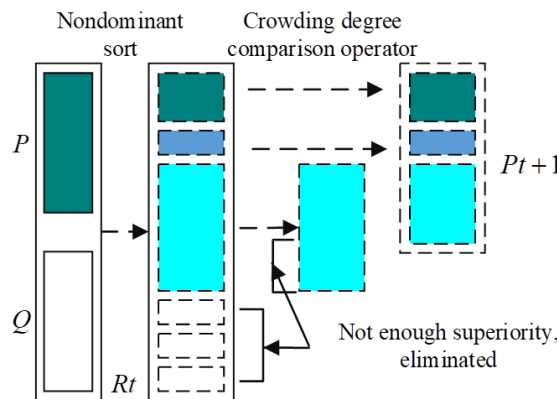 Nondominant
sort
Crowding degree
comparison operator
P
Pt + 1
Q
Rt
Not enough superiority,
eliminated